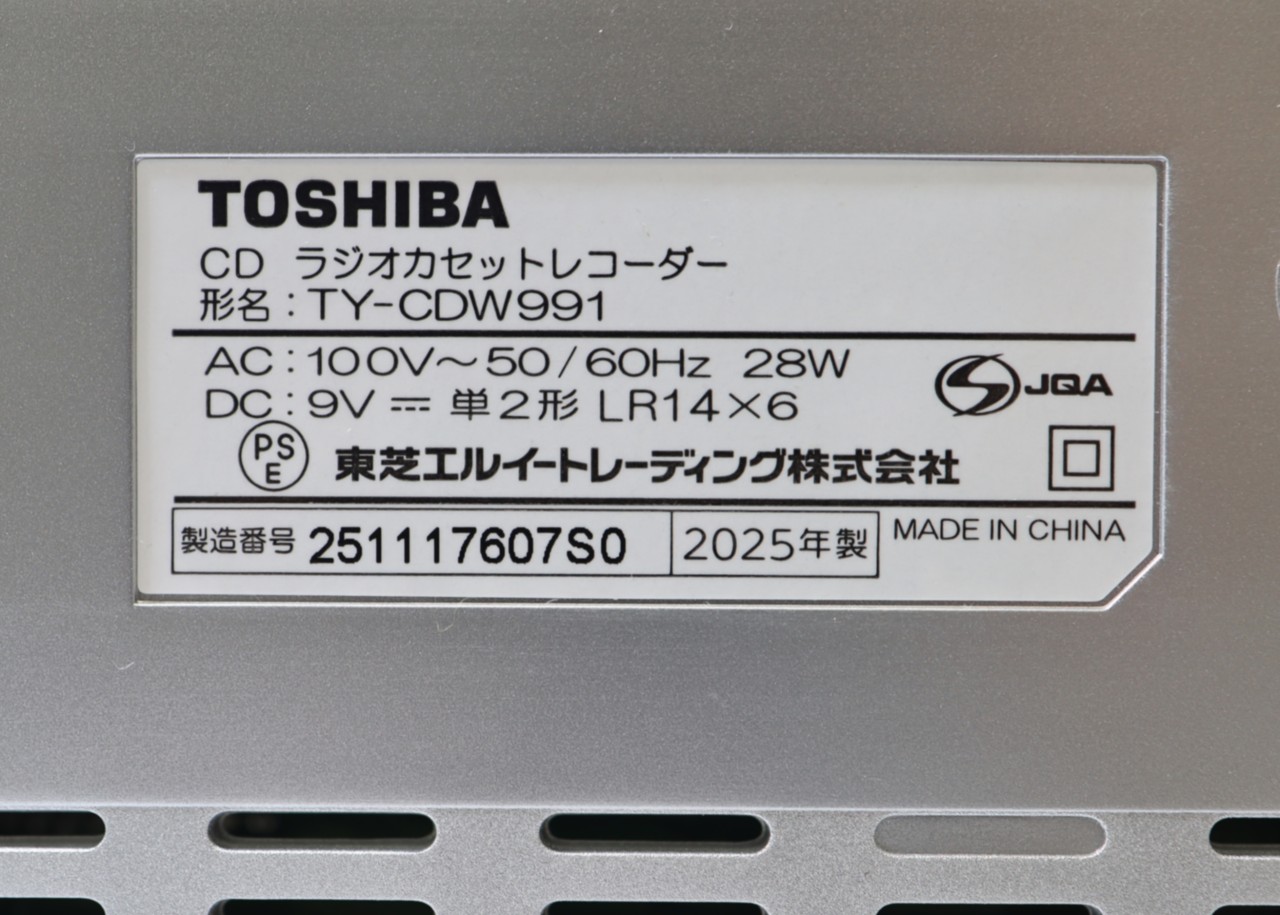 TOSHIBA
CD ラジオカセットレコーダー
形名：TY-CDW991
AC：100V～50/60Hz 28W
DC：9V ⎓ 単2形 LR14×6
JQA
PS
E
東芝エルイートレーディング株式会社
製造番号 251117607S0 2025年製 MADE IN CHINA